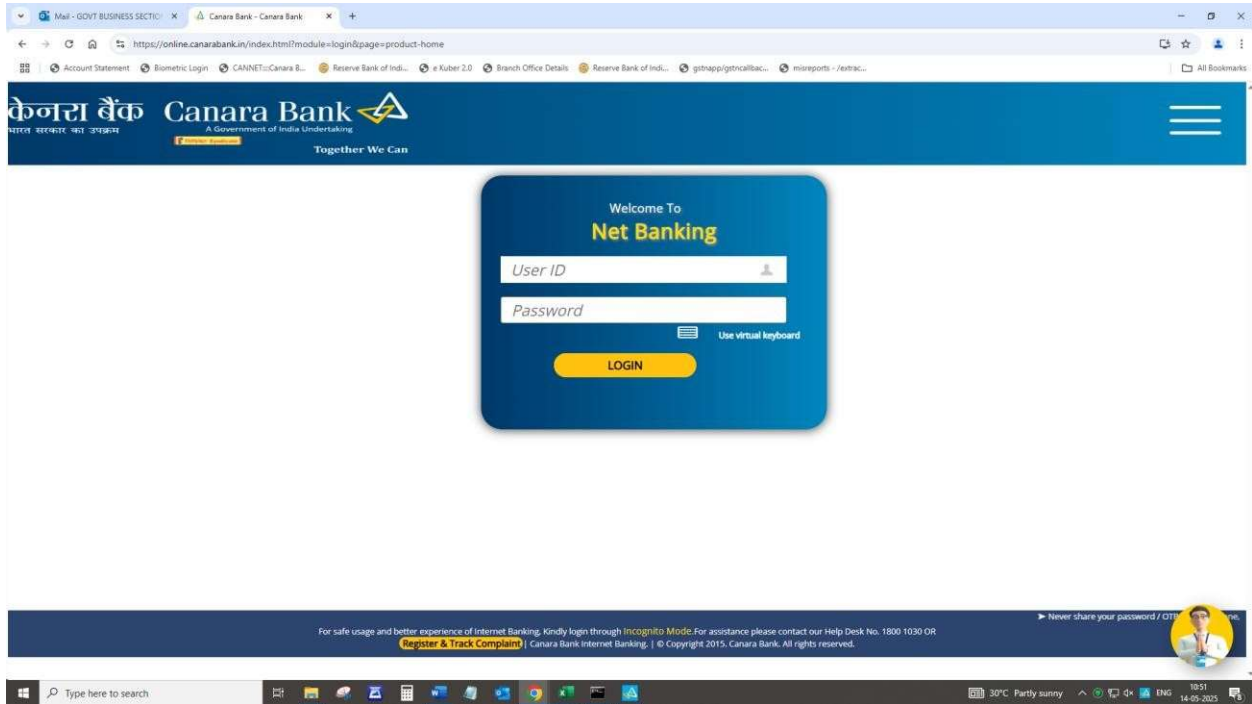 Mail - GOVT BUSINESS SECTIO
Canara Bank - Canara Bank
https://online.canarabank.in/index.html?module=login&page=product-home
Account Statement
Biometric Login
CANNET:::Canara B...
Reserve Bank of Indi...
e Kuber 2.0
Branch Office Details
Reserve Bank of Indi...
gstnapp/gstncallbac...
misreports - /extrac...
All Bookmarks
केनरा बैंक Canara Bank
भारत सरकार का उपक्रम A Government of India Undertaking
Together We Can
Welcome To
Net Banking
User ID
Password
Use virtual keyboard
LOGIN
➤ Never share your password / OTP
For safe usage and better experience of Internet Banking, Kindly login through Incognito Mode.For assistance please contact our Help Desk No. 1800 1030 OR
Register & Track Complaint | Canara Bank Internet Banking. | © Copyright 2015. Canara Bank. All rights reserved.
Type here to search
30°C Partly sunny
ENG
10:51
14-05-2025